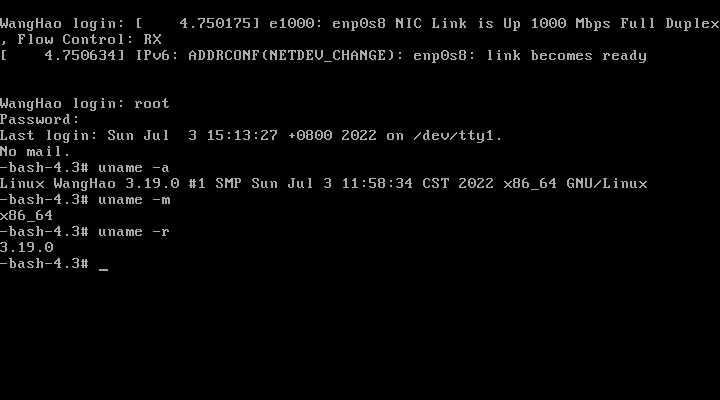 WangHao login: [    4.750175] e1000: enp0s8 NIC Link is Up 1000 Mbps Full Duplex
, Flow Control: RX
[    4.750634] IPv6: ADDRCONF(NETDEV_CHANGE): enp0s8: link becomes ready
WangHao login: root
Password:
Last login: Sun Jul  3 15:13:27 +0800 2022 on /dev/tty1.
No mail.
-bash-4.3# uname -a
Linux WangHao 3.19.0 #1 SMP Sun Jul 3 11:58:34 CST 2022 x86_64 GNU/Linux
-bash-4.3# uname -m
x86_64
-bash-4.3# uname -r
3.19.0
-bash-4.3# _